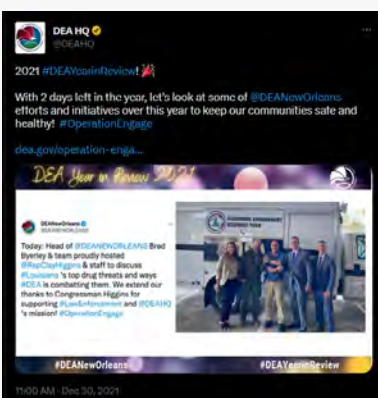 DEA HQ
@DEAHQ
2021 #DEAYearinReview!
With 2 days left in the year, let's look at some of @DEANewOrleans
efforts and initiatives over this year to keep our communities safe and
healthy! #OperationEngage
dea.gov/operation-enga...
DEA Year in Review 2021
DEANewOrleans
@DEANEWORLEANS
Today: Head of @DEANEWORLEANS Brad
Byerley & team proudly hosted
@RepClayHiggins & staff to discuss
#Louisiana 's top drug threats and ways
#DEA is combatting them. We extend our
thanks to Congressman Higgins for
supporting #LawEnforcement and @DEAHQ
's mission! #OperationEngage
#DEANewOrleans
#DEAYearinReview
11:00 AM · Dec 30, 2021